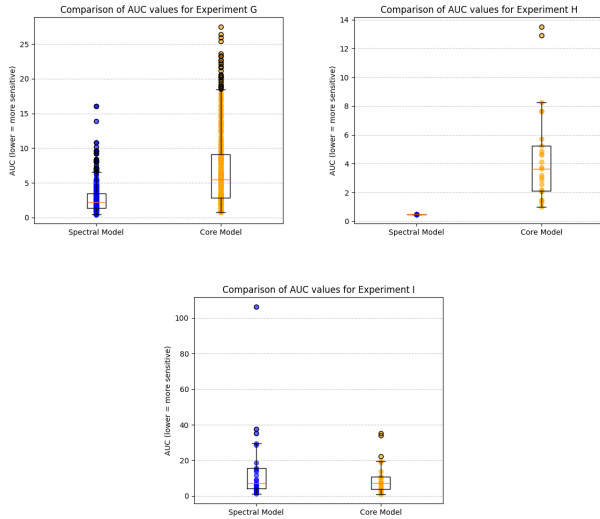 Comparison of AUC values for Experiment G
AUC (lower = more sensitive)
25
20
15
10
5
0
Spectral Model
Core Model
Comparison of AUC values for Experiment H
AUC (lower = more sensitive)
14
12
10
8
6
4
2
0
Spectral Model
Core Model
Comparison of AUC values for Experiment I
AUC (lower = more sensitive)
100
80
60
40
20
0
Spectral Model
Core Model